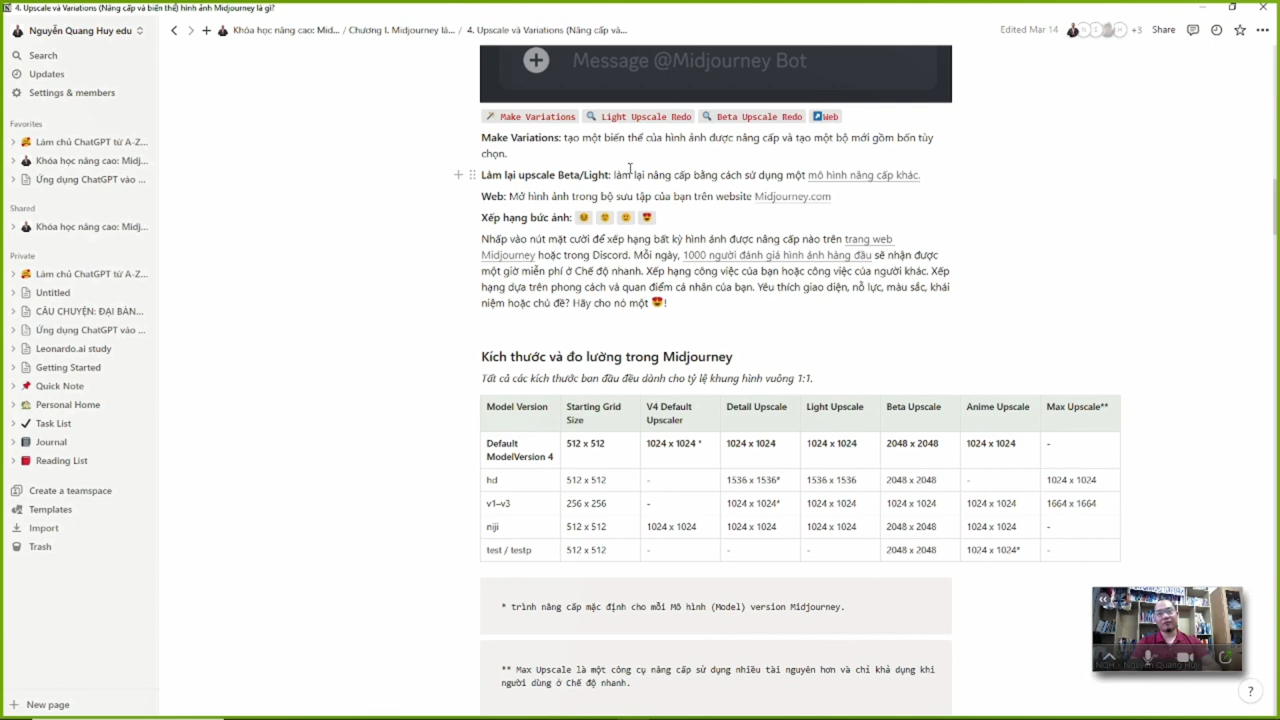 4. Upscale và Variations (Nâng cấp và biến thể) hình ảnh Midjourney là gì?
Nguyễn Quang Huy edu
Khóa học nâng cao: Mid... / Chương I. Midjourney là... / 4. Upscale và Variations (Nâng cấp và...
Edited Mar 14
+3
Share
Search
Updates
Settings & members
Favorites
Làm chủ ChatGPT từ A-Z...
Khóa học nâng cao: Midj...
Ứng dụng ChatGPT vào ...
Shared
Khóa học nâng cao: Midj...
Private
Làm chủ ChatGPT từ A-Z...
Untitled
CÂU CHUYỆN: ĐẠI BÀN...
Ứng dụng ChatGPT vào ...
Leonardo.ai study
Getting Started
Quick Note
Personal Home
Task List
Journal
Reading List
Create a teamspace
Templates
Import
Trash
New page
Message @Midjourney Bot
Make Variations Light Upscale Redo Beta Upscale Redo Web
Make Variations: tạo một biến thể của hình ảnh được nâng cấp và tạo một bộ mới gồm bốn tùy
chọn.
Làm lại upscale Beta/Light: làm lại nâng cấp bằng cách sử dụng một mô hình nâng cấp khác.
Web: Mở hình ảnh trong bộ sưu tập của bạn trên website Midjourney.com
Xếp hạng bức ảnh:
Nhấp vào nút mặt cười để xếp hạng bất kỳ hình ảnh được nâng cấp nào trên trang web
Midjourney hoặc trong Discord. Mỗi ngày, 1000 người đánh giá hình ảnh hàng đầu sẽ nhận được
một giờ miễn phí ở Chế độ nhanh. Xếp hạng công việc của bạn hoặc công việc của người khác. Xếp
hạng dựa trên phong cách và quan điểm cá nhân của bạn. Yêu thích giao diện, nỗ lực, màu sắc, khái
niệm hoặc chủ đề? Hãy cho nó một 😍!
Kích thước và đo lường trong Midjourney
Tất cả các kích thước ban đầu đều dành cho tỷ lệ khung hình vuông 1:1.
Model Version Starting Grid Size V4 Default Upscaler Detail Upscale Light Upscale Beta Upscale Anime Upscale Max Upscale**
Default ModelVersion 4 512 x 512 1024 x 1024 * 1024 x 1024 1024 x 1024 2048 x 2048 1024 x 1024 -
hd 512 x 512 - 1536 x 1536* 1536 x 1536 2048 x 2048 - 1024 x 1024
v1–v3 256 x 256 - 1024 x 1024* 1024 x 1024 1024 x 1024 1024 x 1024 1664 x 1664
niji 512 x 512 1024 x 1024 1024 x 1024 1024 x 1024 2048 x 2048 1024 x 1024 -
test / testp 512 x 512 - - - 2048 x 2048 1024 x 1024* -
* trình nâng cấp mặc định cho mỗi Mô hình (Model) version Midjourney.
** Max Upscale là một công cụ nâng cấp sử dụng nhiều tài nguyên hơn và chỉ khả dụng khi
người dùng ở Chế độ nhanh.
NQH - Nguyễn Quang Huy
?